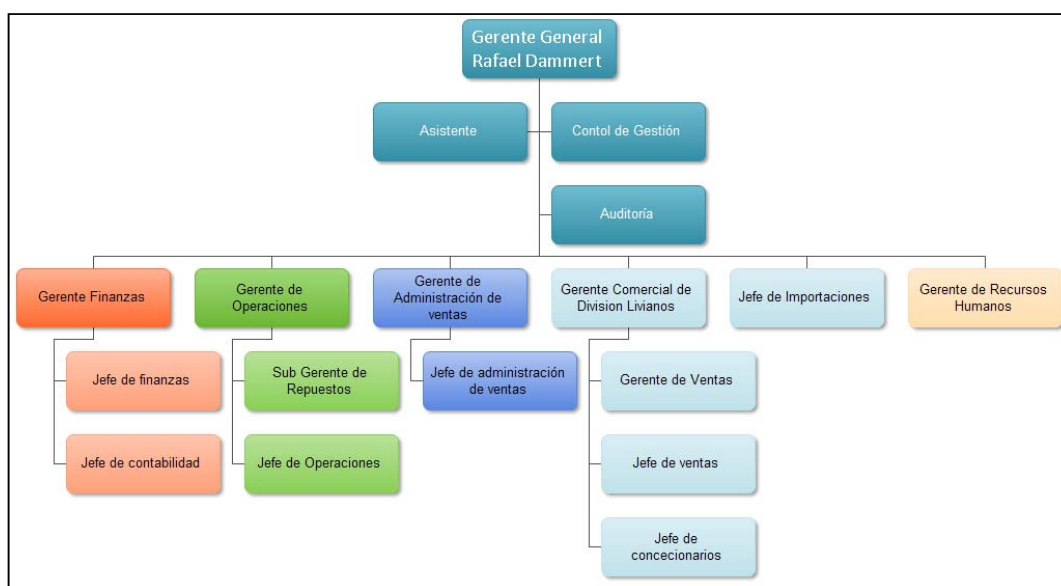 Gerente General
Rafael Dammert
Asistente
Contol de Gestión
Auditoría
Gerente Finanzas
Gerente de
Operaciones
Gerente de
Administración de
ventas
Gerente Comercial de
Division Livianos
Jefe de Importaciones
Gerente de Recursos
Humanos
Jefe de finanzas
Sub Gerente de
Repuestos
Jefe de administración
de ventas
Gerente de Ventas
Jefe de contabilidad
Jefe de Operaciones
Jefe de ventas
Jefe de
concecionarios